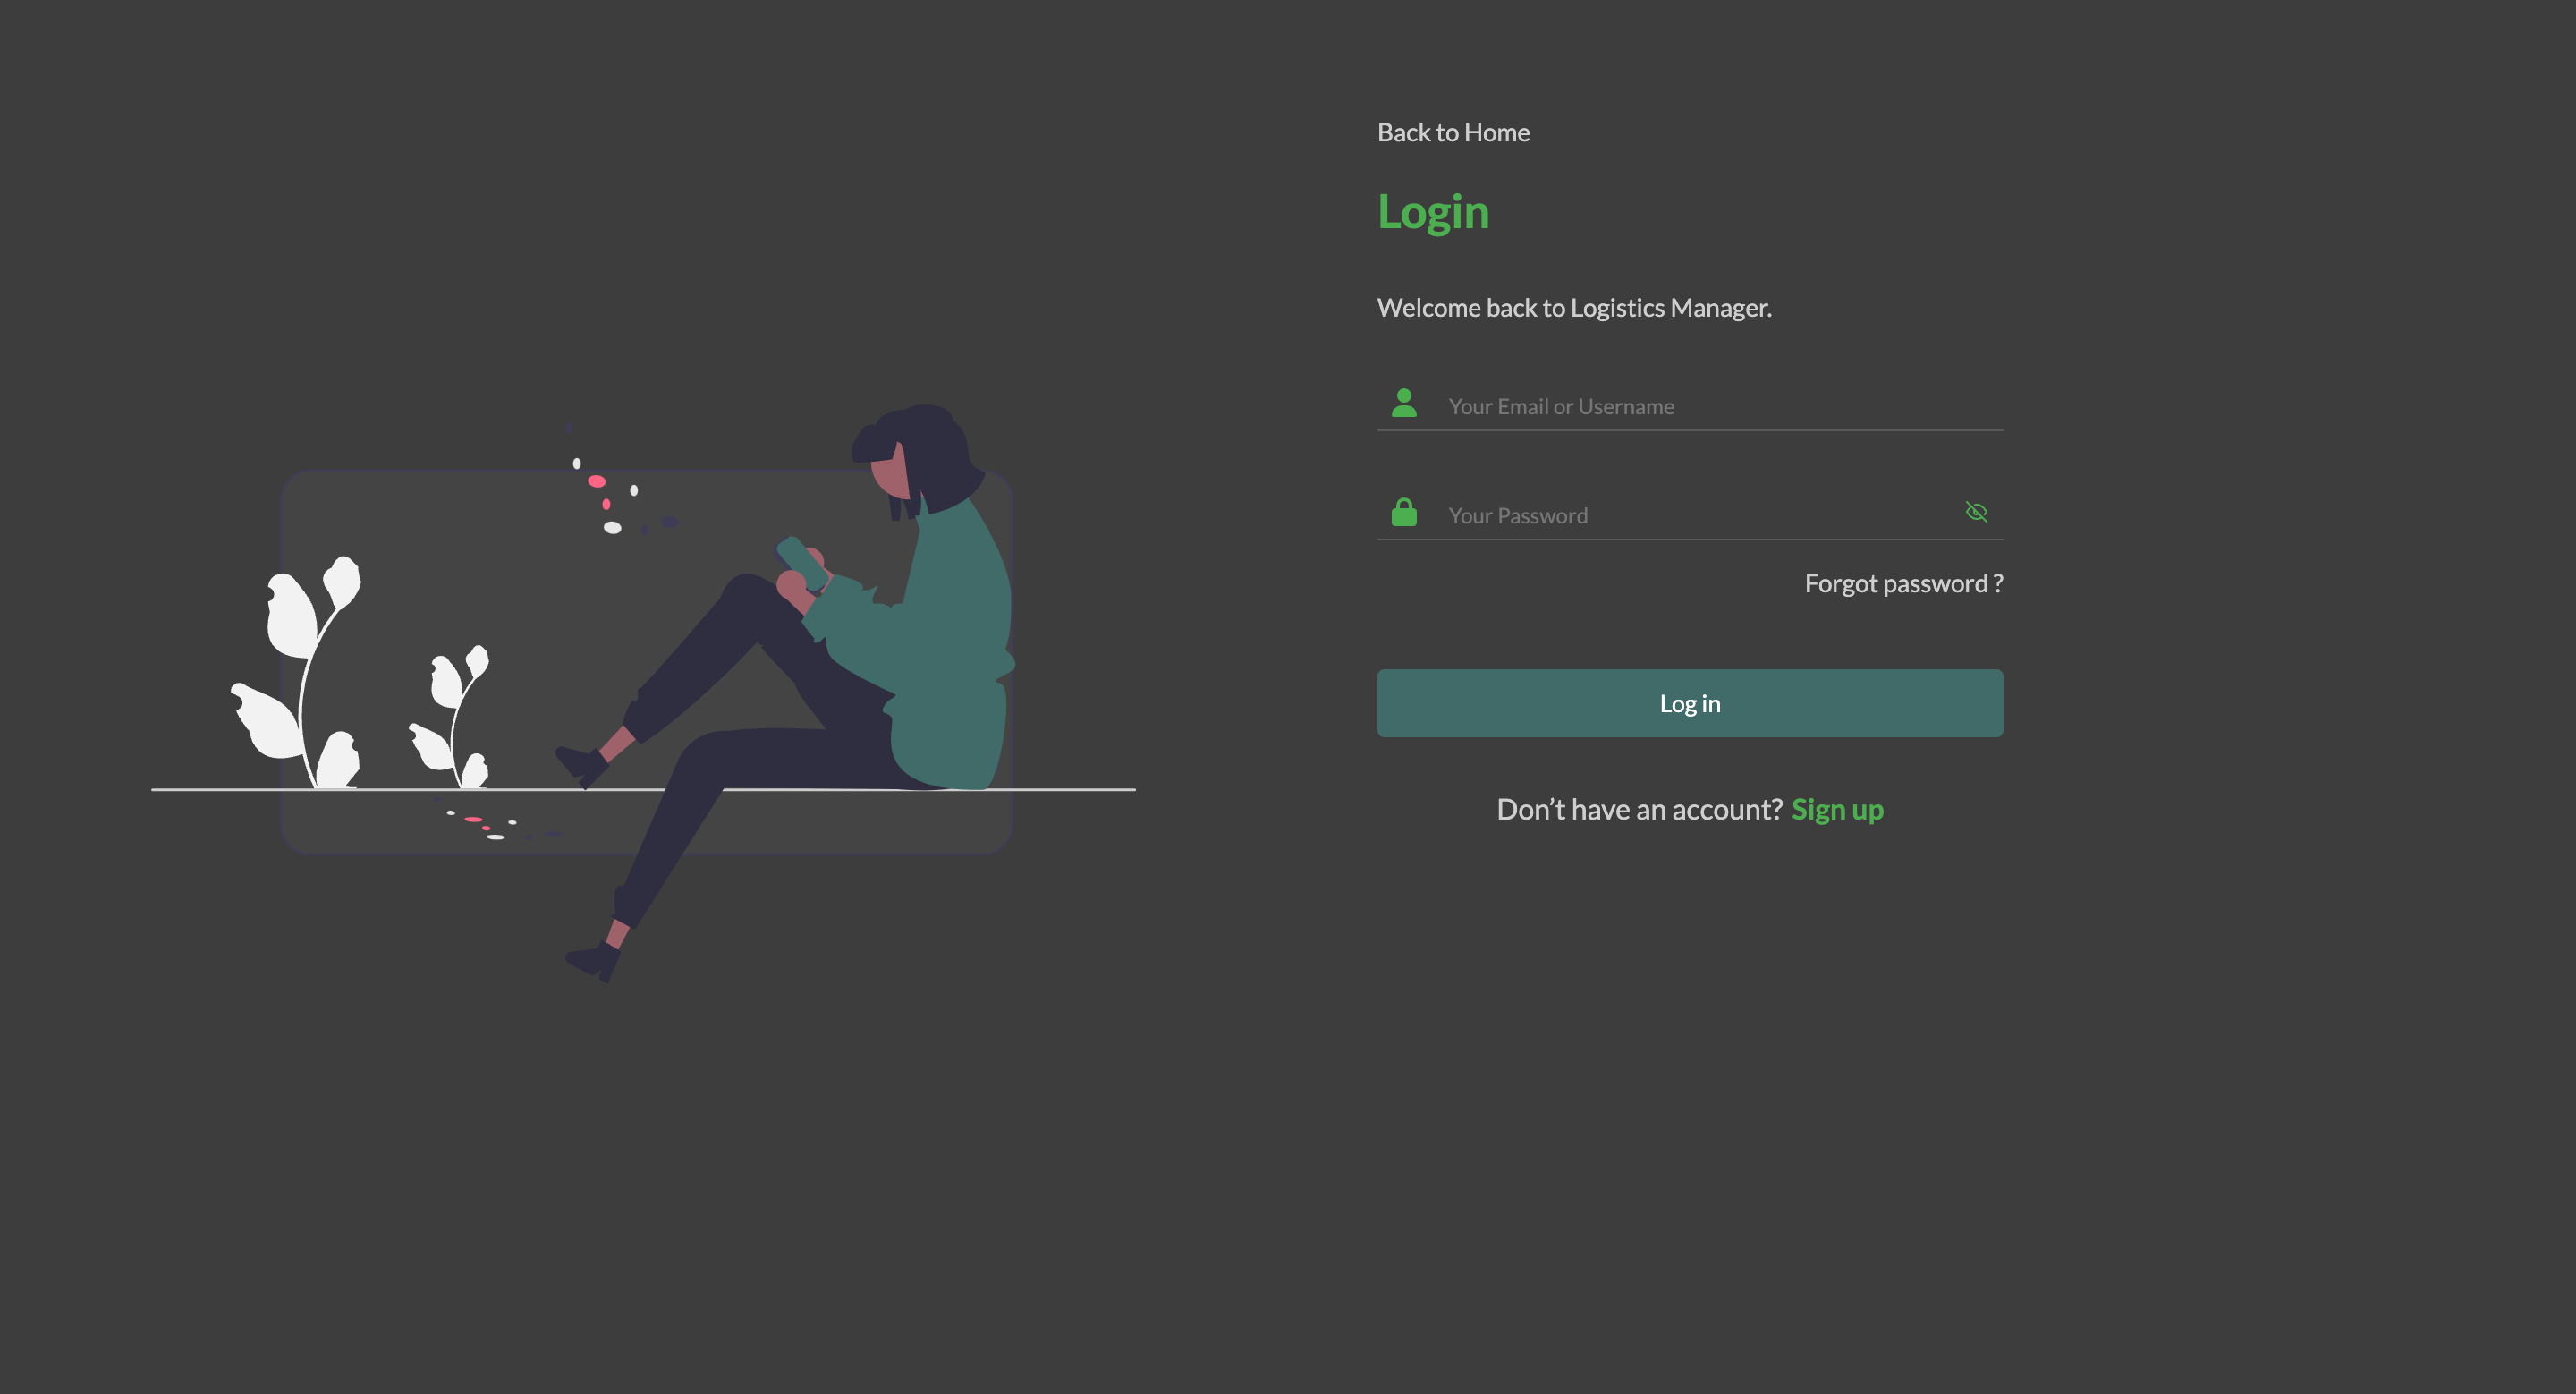 Back to Home
Login
Welcome back to Logistics Manager.
Your Email or Username
Your Password
Forgot password ?
Log in
Don’t have an account? Sign up